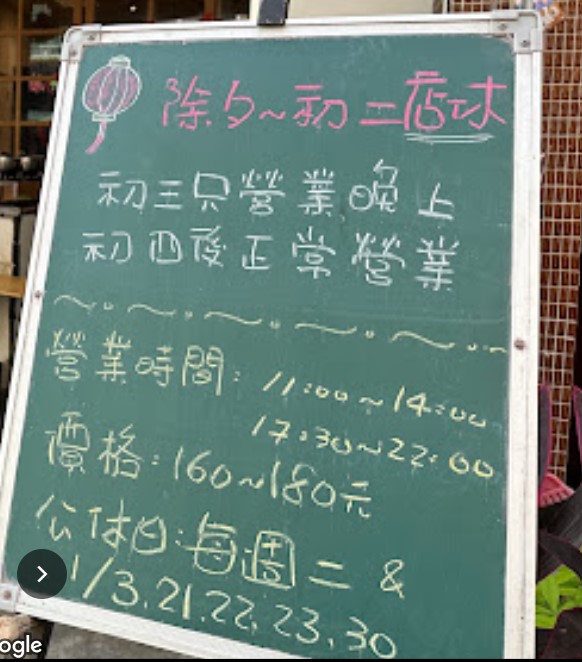 除夕~初二店休
初三只營業晚上
初四後正常營業
營業時間: 11:00~14:00
17:30~22:00
價格:160~180元
公休日:每週二 &
1/3.21.22.23.30
ogle